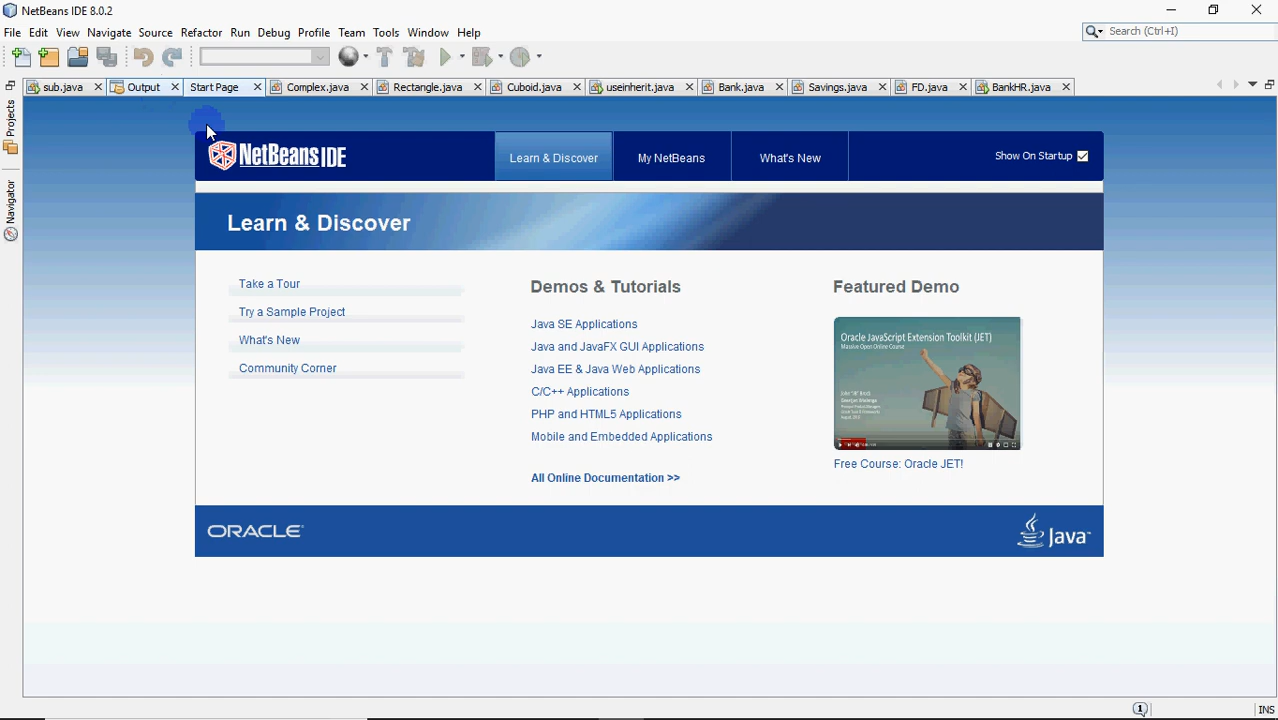 NetBeans IDE 8.0.2
File Edit View Navigate Source Refactor Run Debug Profile Team Tools Window Help
Search (Ctrl+I)
sub.java Output Start Page Complex.java Rectangle.java Cuboid.java useinherit.java Bank.java Savings.java FD.java BankHR.java
Projects
Navigator
NetBeans IDE
Learn & Discover My NetBeans What's New Show On Startup
Learn & Discover
Take a Tour
Try a Sample Project
What's New
Community Corner
Demos & Tutorials
Java SE Applications
Java and JavaFX GUI Applications
Java EE & Java Web Applications
C/C++ Applications
PHP and HTML5 Applications
Mobile and Embedded Applications
All Online Documentation >>
Featured Demo
Oracle JavaScript Extension Toolkit (JET)
Massive Open Online Course
Free Course: Oracle JET!
ORACLE
Java
1
INS